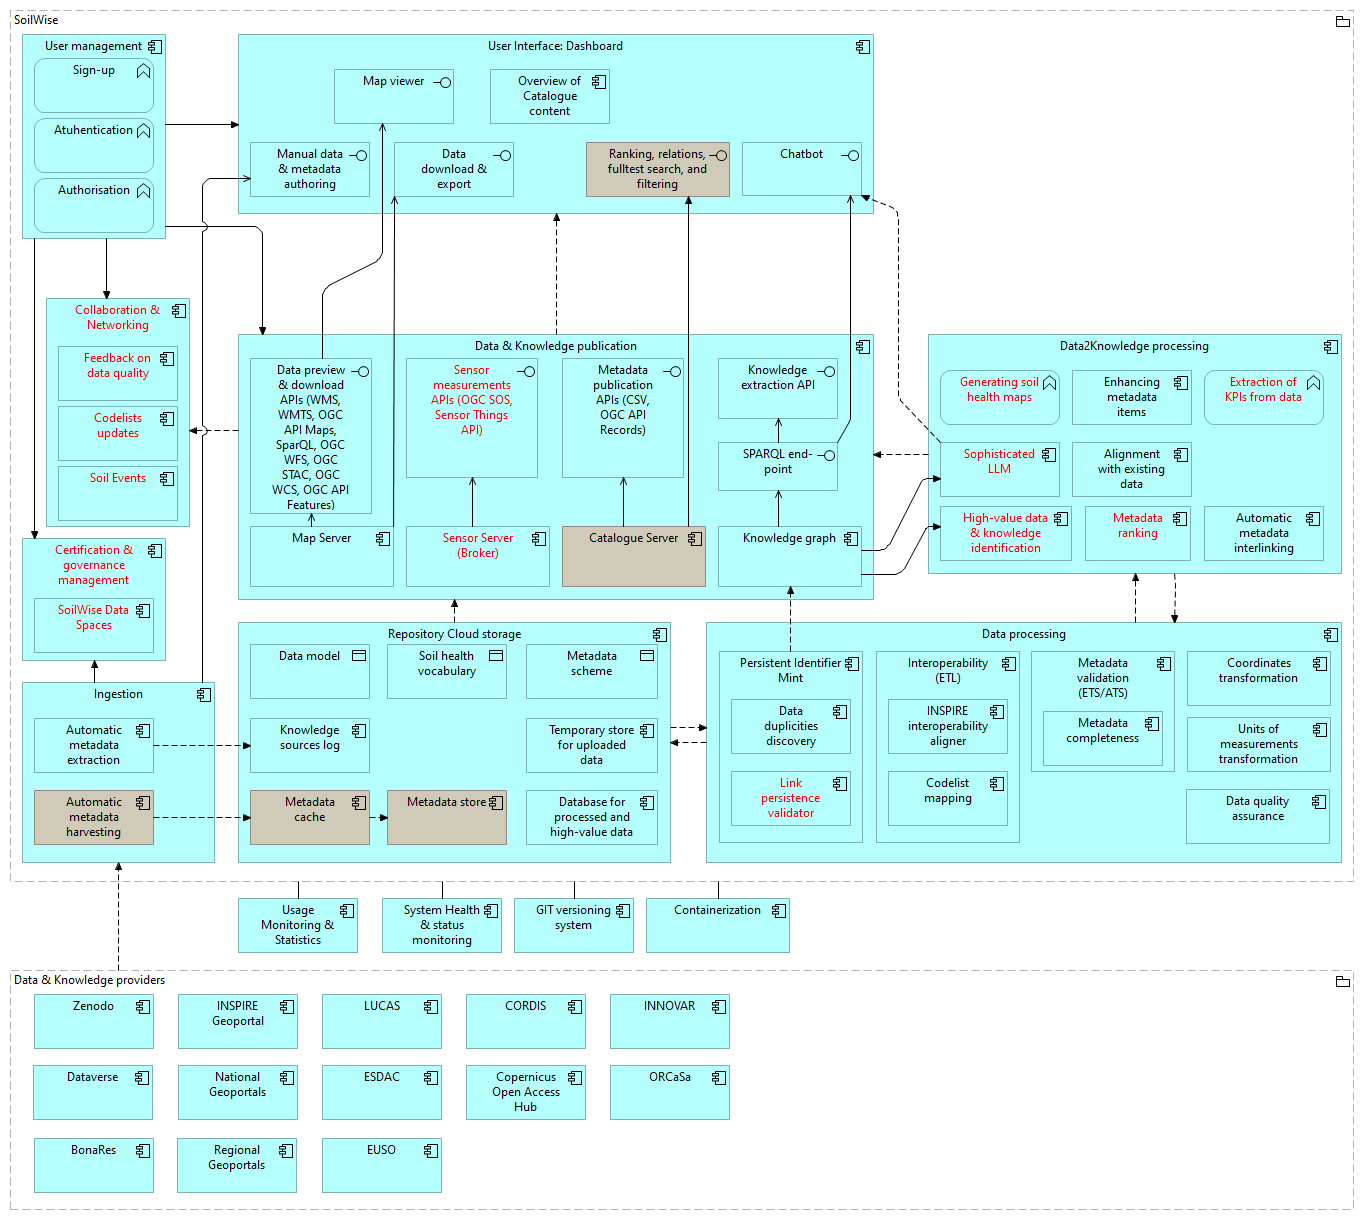 SoilWise
User management
Sign-up
Atuhentication
Authorisation
User Interface: Dashboard
Map viewer
Overview of
Catalogue
content
Manual data
& metadata
authoring
Data
download &
export
Ranking, relations,
fulltest search, and
filtering
Chatbot
Collaboration &
Networking
Feedback on
data quality
Codelists
updates
Soil Events
Data & Knowledge publication
Data preview
& download
APIs (WMS,
WMTS, OGC
API Maps,
SparQL, OGC
WFS, OGC
STAC, OGC
WCS, OGC API
Features)
Sensor
measurements
APIs (OGC SOS,
Sensor Things
API)
Metadata
publication
APIs (CSV,
OGC API
Records)
Knowledge
extraction API
SPARQL end-
point
Map Server
Sensor Server
(Broker)
Catalogue Server
Knowledge graph
Data2Knowledge processing
Generating soil
health maps
Enhancing
metadata
items
Extraction of
KPIs from data
Sophisticated
LLM
Alignment
with existing
data
High-value data
& knowledge
identification
Metadata
ranking
Automatic
metadata
interlinking
Certification &
governance
management
SoilWise Data
Spaces
Ingestion
Automatic
metadata
extraction
Automatic
metadata
harvesting
Repository Cloud storage
Data model
Soil health
vocabulary
Metadata
scheme
Knowledge
sources log
Temporary store
for uploaded
data
Metadata
cache
Metadata store
Database for
processed and
high-value data
Data processing
Persistent Identifier
Mint
Data
duplicities
discovery
Link
persistence
validator
Interoperability
(ETL)
INSPIRE
interoperability
aligner
Codelist
mapping
Metadata
validation
(ETS/ATS)
Metadata
completeness
Coordinates
transformation
Units of
measurements
transformation
Data quality
assurance
Usage
Monitoring &
Statistics
System Health
& status
monitoring
GIT versioning
system
Containerization
Data & Knowledge providers
Zenodo
INSPIRE
Geoportal
LUCAS
CORDIS
INNOVAR
Dataverse
National
Geoportals
ESDAC
Copernicus
Open Access
Hub
ORCaSa
BonaRes
Regional
Geoportals
EUSO